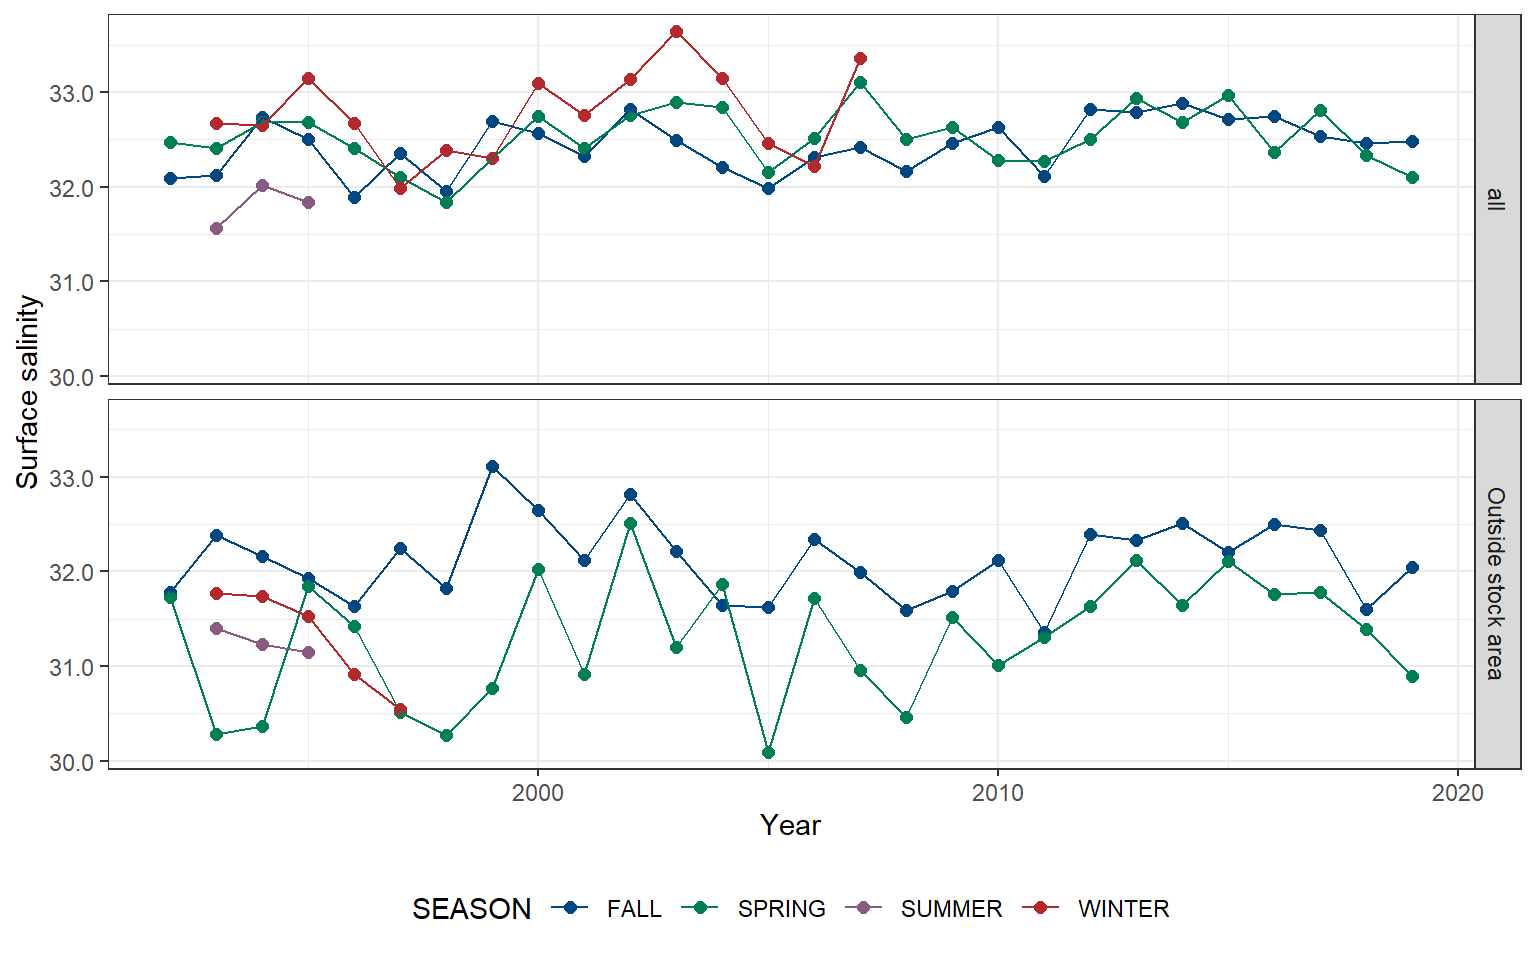 33.0
32.0
31.0
30.0
all
Surface salinity
33.0
32.0
31.0
30.0
Outside stock area
2000 2010 2020
Year
SEASON FALL SPRING SUMMER WINTER